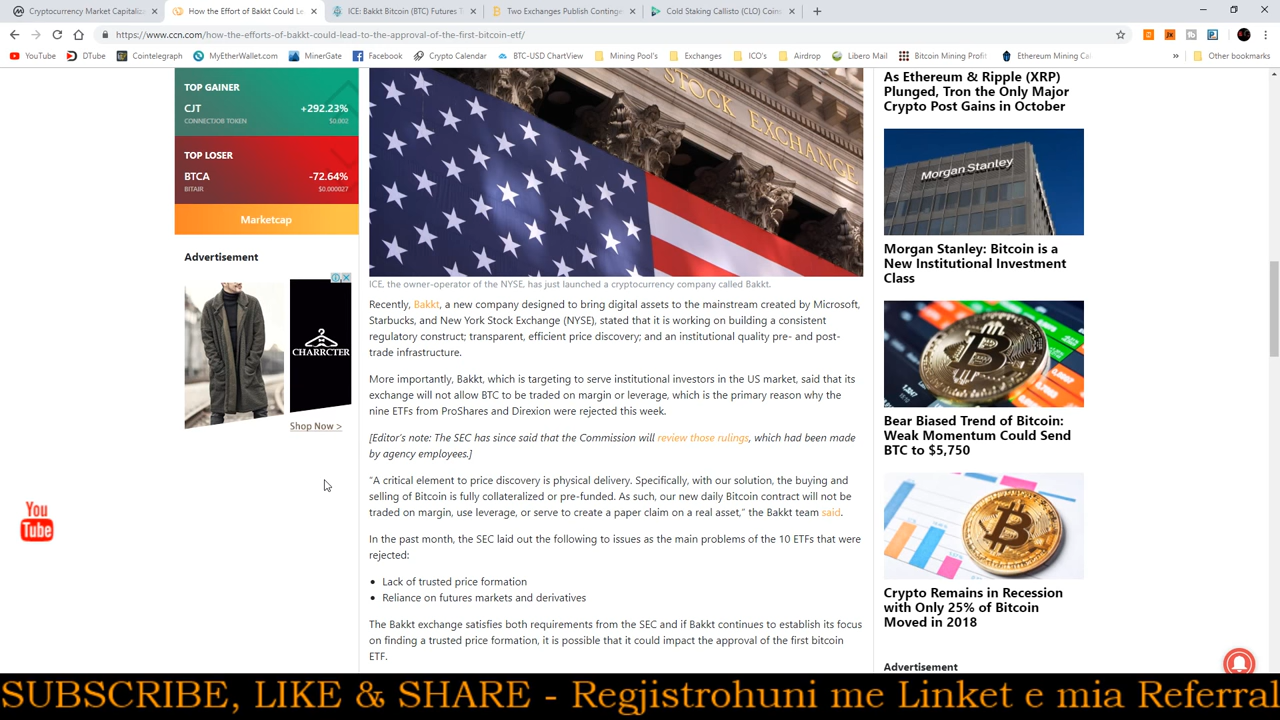 Cryptocurrency Market Capitaliz
How the Effort of Bakkt Could Le
ICE: Bakkt Bitcoin (BTC) Futures T
Two Exchanges Publish Continge
Cold Staking Callisto (CLO) Coins
https://www.ccn.com/how-the-efforts-of-bakkt-could-lead-to-the-approval-of-the-first-bitcoin-etf/
YouTube
DTube
Cointelegraph
MyEtherWallet.com
MinerGate
Facebook
Crypto Calendar
BTC-USD ChartView
Mining Pool's
Exchanges
ICO's
Airdrop
Libero Mail
Bitcoin Mining Profit
Ethereum Mining Ca
Other bookmarks
TOP GAINER
CJT +292.23%
CONNECTJOB TOKEN $0.002
TOP LOSER
BTCA -72.64%
BITAIR $0.000027
Marketcap
Advertisement
CHARRCTER
Shop Now >
You
Tube
STOCK EXCHANGE
ICE, the owner-operator of the NYSE, has just launched a cryptocurrency company called Bakkt.
Recently, Bakkt, a new company designed to bring digital assets to the mainstream created by Microsoft,
Starbucks, and New York Stock Exchange (NYSE), stated that it is working on building a consistent
regulatory construct; transparent, efficient price discovery; and an institutional quality pre- and post-
trade infrastructure.
More importantly, Bakkt, which is targeting to serve institutional investors in the US market, said that its
exchange will not allow BTC to be traded on margin or leverage, which is the primary reason why the
nine ETFs from ProShares and Direxion were rejected this week.
[Editor's note: The SEC has since said that the Commission will review those rulings, which had been made
by agency employees.]
"A critical element to price discovery is physical delivery. Specifically, with our solution, the buying and
selling of Bitcoin is fully collateralized or pre-funded. As such, our new daily Bitcoin contract will not be
traded on margin, use leverage, or serve to create a paper claim on a real asset," the Bakkt team said.
In the past month, the SEC laid out the following to issues as the main problems of the 10 ETFs that were
rejected:
• Lack of trusted price formation
• Reliance on futures markets and derivatives
The Bakkt exchange satisfies both requirements from the SEC and if Bakkt continues to establish its focus
on finding a trusted price formation, it is possible that it could impact the approval of the first bitcoin
ETF.
As Ethereum & Ripple (XRP)
Plunged, Tron the Only Major
Crypto Post Gains in October
Morgan Stanley
Morgan Stanley: Bitcoin is a
New Institutional Investment
Class
Bear Biased Trend of Bitcoin:
Weak Momentum Could Send
BTC to $5,750
Crypto Remains in Recession
with Only 25% of Bitcoin
Moved in 2018
Advertisement
SUBSCRIBE, LIKE & SHARE - Regjistrohuni me Linket e mia Referral